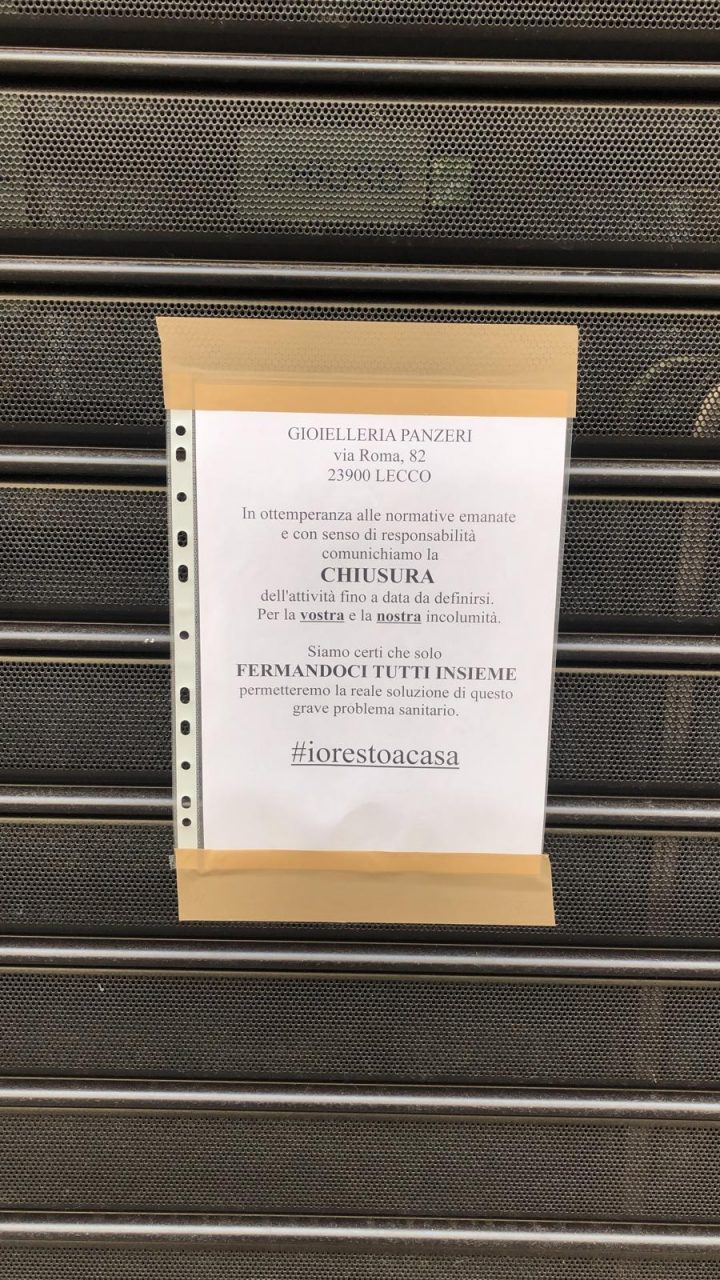 GIOIELLERIA PANZERI
via Roma, 82
23900 LECCO
In ottemperanza alle normative emanate
e con senso di responsabilità
comunichiamo la
CHIUSURA
dell'attività fino a data da definirsi.
Per la vostra e la nostra incolumità.
Siamo certi che solo
FERMANDOCI TUTTI INSIEME
permetteremo la reale soluzione di questo
grave problema sanitario.
#iorestoacasa